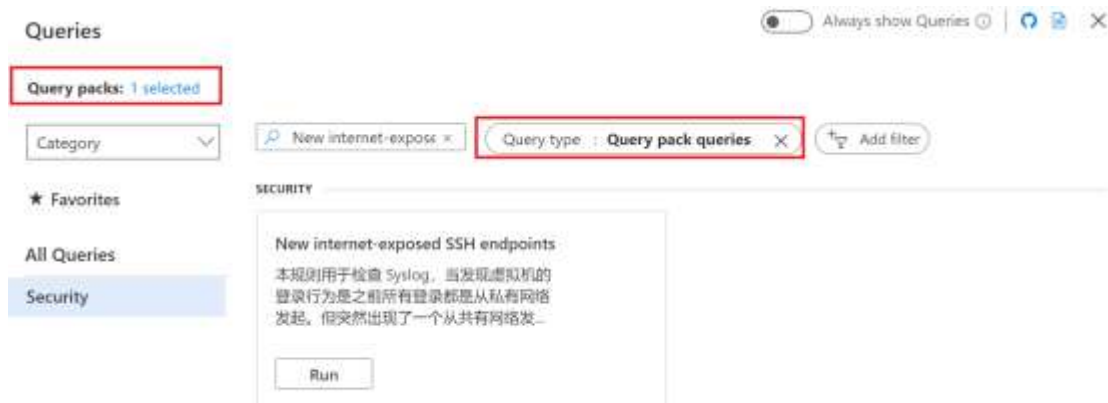 Queries
Always show Queries
Query packs: 1 selected
Category
New internet-expose ×
Query type : Query pack queries
Add filter
★ Favorites
SECURITY
All Queries
New internet-exposed SSH endpoints
Security
本规则用于检查 Syslog，当发现虚拟机的
登录行为是之前所有登录都是从私有网络
发起，但突然出现了一个从共有网络发...
Run